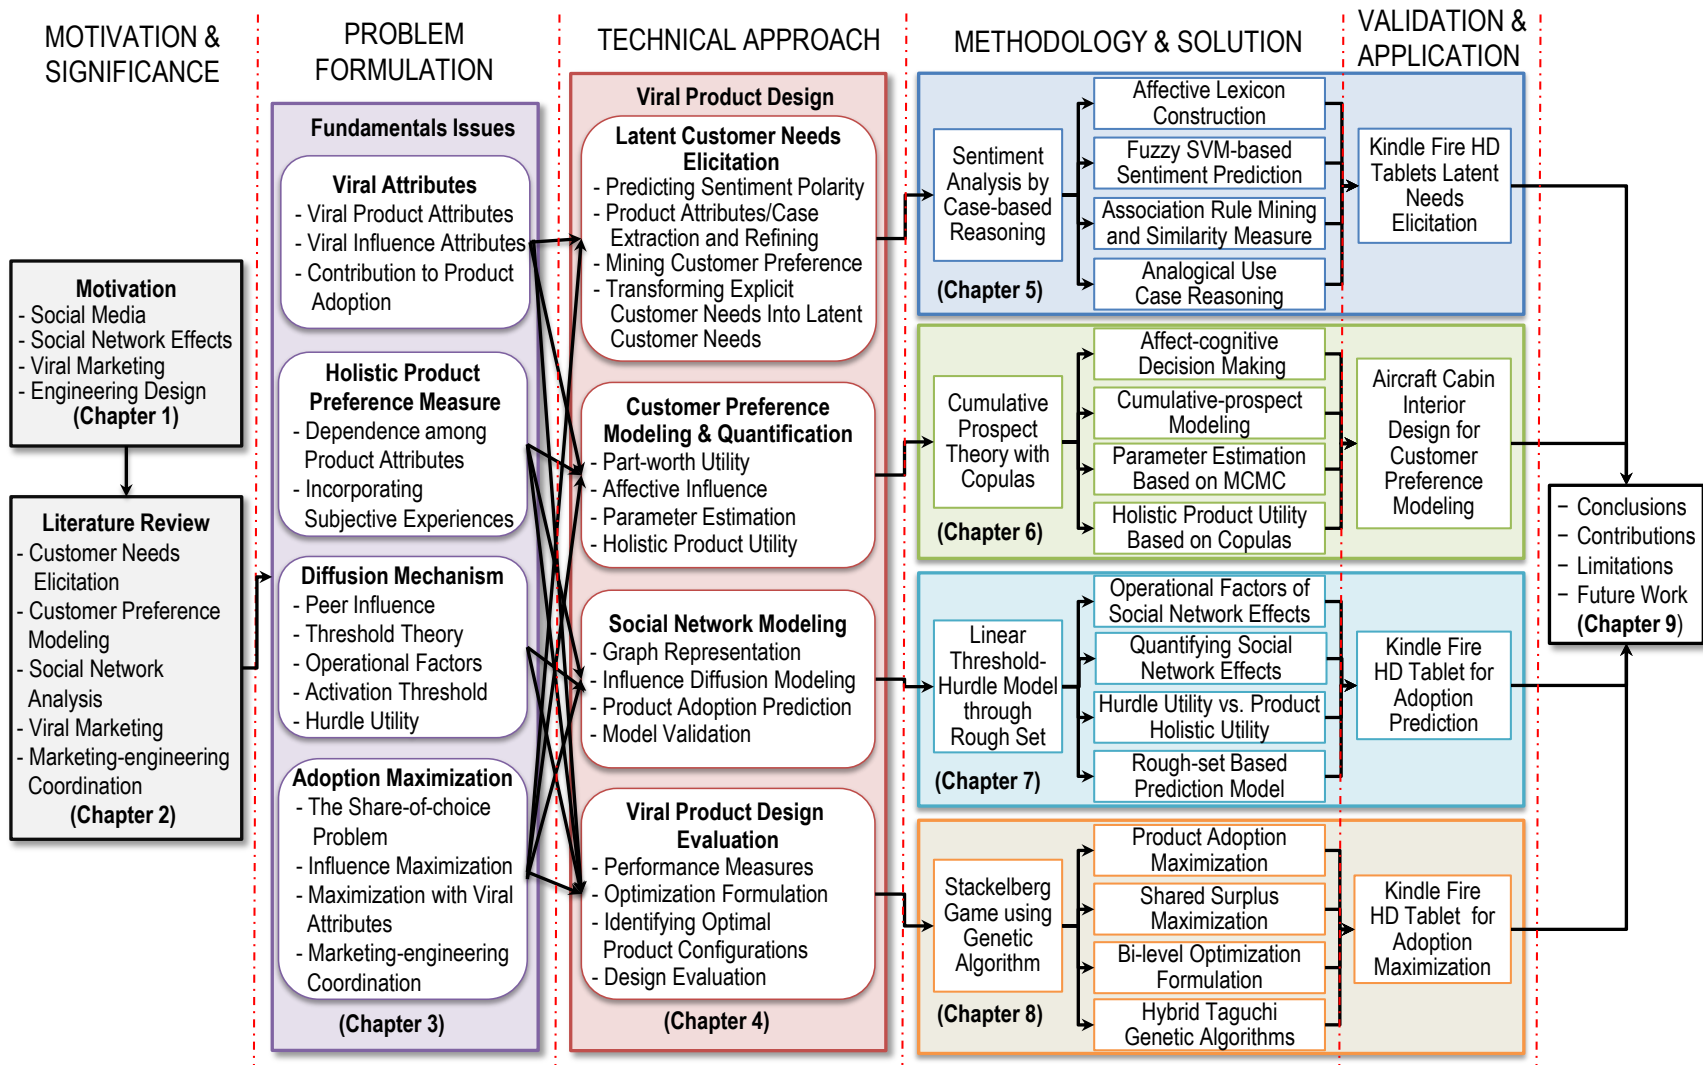 MOTIVATION &
SIGNIFICANCE
PROBLEM
FORMULATION
TECHNICAL APPROACH
METHODOLOGY & SOLUTION
VALIDATION &
APPLICATION
Motivation
- Social Media
- Social Network Effects
- Viral Marketing
- Engineering Design
(Chapter 1)
Literature Review
- Customer Needs
Elicitation
- Customer Preference
Modeling
- Social Network
Analysis
- Viral Marketing
- Marketing-engineering
Coordination
(Chapter 2)
Fundamentals Issues
Viral Attributes
- Viral Product Attributes
- Viral Influence Attributes
- Contribution to Product
Adoption
Holistic Product
Preference Measure
- Dependence among
Product Attributes
- Incorporating
Subjective Experiences
Diffusion Mechanism
- Peer Influence
- Threshold Theory
- Operational Factors
- Activation Threshold
- Hurdle Utility
Adoption Maximization
- The Share-of-choice
Problem
- Influence Maximization
- Maximization with Viral
Attributes
- Marketing-engineering
Coordination
(Chapter 3)
Viral Product Design
Latent Customer Needs
Elicitation
- Predicting Sentiment Polarity
- Product Attributes/Case
Extraction and Refining
- Mining Customer Preference
- Transforming Explicit
Customer Needs Into Latent
Customer Needs
Customer Preference
Modeling & Quantification
- Part-worth Utility
- Affective Influence
- Parameter Estimation
- Holistic Product Utility
Social Network Modeling
- Graph Representation
- Influence Diffusion Modeling
- Product Adoption Prediction
- Model Validation
Viral Product Design
Evaluation
- Performance Measures
- Optimization Formulation
- Identifying Optimal
Product Configurations
- Design Evaluation
(Chapter 4)
Sentiment
Analysis by
Case-based
Reasoning
(Chapter 5)
Affective Lexicon
Construction
Fuzzy SVM-based
Sentiment Prediction
Association Rule Mining
and Similarity Measure
Analogical Use
Case Reasoning
Kindle Fire HD
Tablets Latent
Needs
Elicitation
Cumulative
Prospect
Theory with
Copulas
(Chapter 6)
Affect-cognitive
Decision Making
Cumulative-prospect
Modeling
Parameter Estimation
Based on MCMC
Holistic Product Utility
Based on Copulas
Aircraft Cabin
Interior
Design for
Customer
Preference
Modeling
Linear
Threshold-
Hurdle Model
through
Rough Set
(Chapter 7)
Operational Factors of
Social Network Effects
Quantifying Social
Network Effects
Hurdle Utility vs. Product
Holistic Utility
Rough-set Based
Prediction Model
Kindle Fire
HD Tablet for
Adoption
Prediction
Stackelberg
Game using
Genetic
Algorithm
(Chapter 8)
Product Adoption
Maximization
Shared Surplus
Maximization
Bi-level Optimization
Formulation
Hybrid Taguchi
Genetic Algorithms
Kindle Fire
HD Tablet for
Adoption
Maximization
− Conclusions
− Contributions
− Limitations
− Future Work
(Chapter 9)